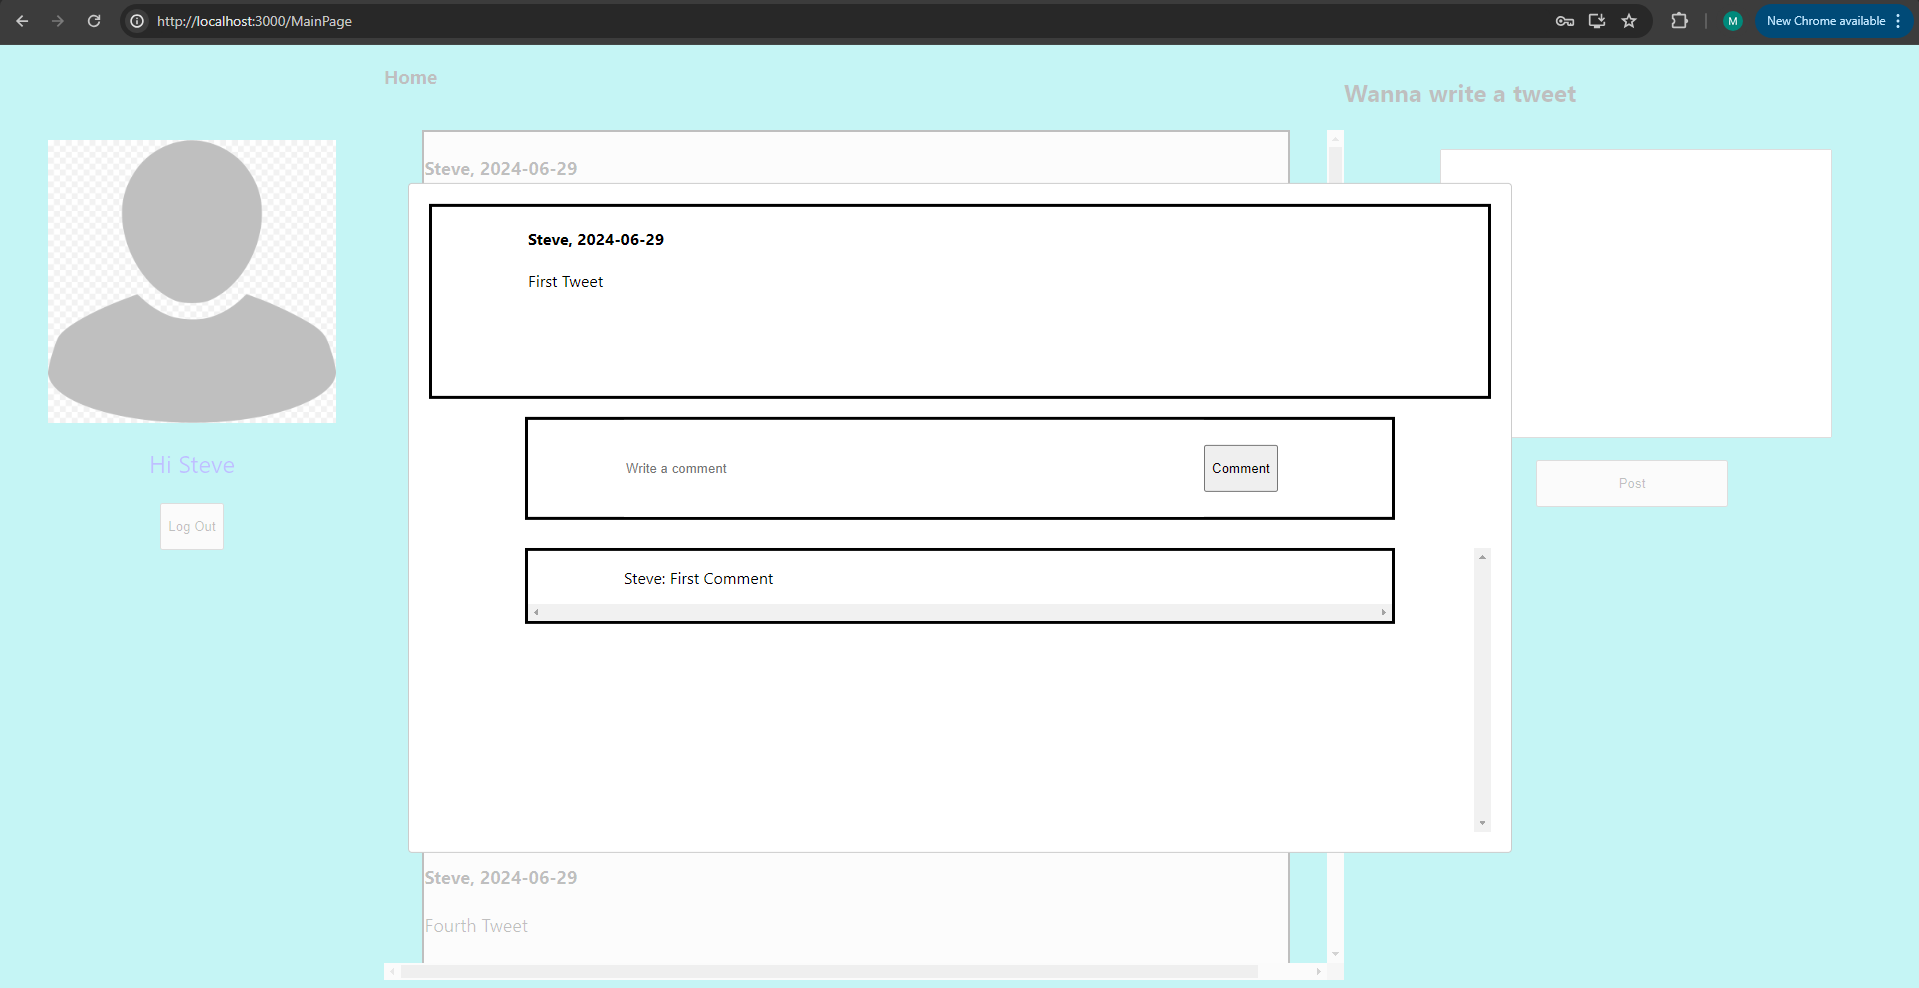 http://localhost:3000/MainPage
M
New Chrome available
Home
Wanna write a tweet
Steve, 2024-06-29
Steve, 2024-06-29
First Tweet
Hi Steve
Log Out
Write a comment
Comment
Post
Steve: First Comment
Steve, 2024-06-29
Fourth Tweet